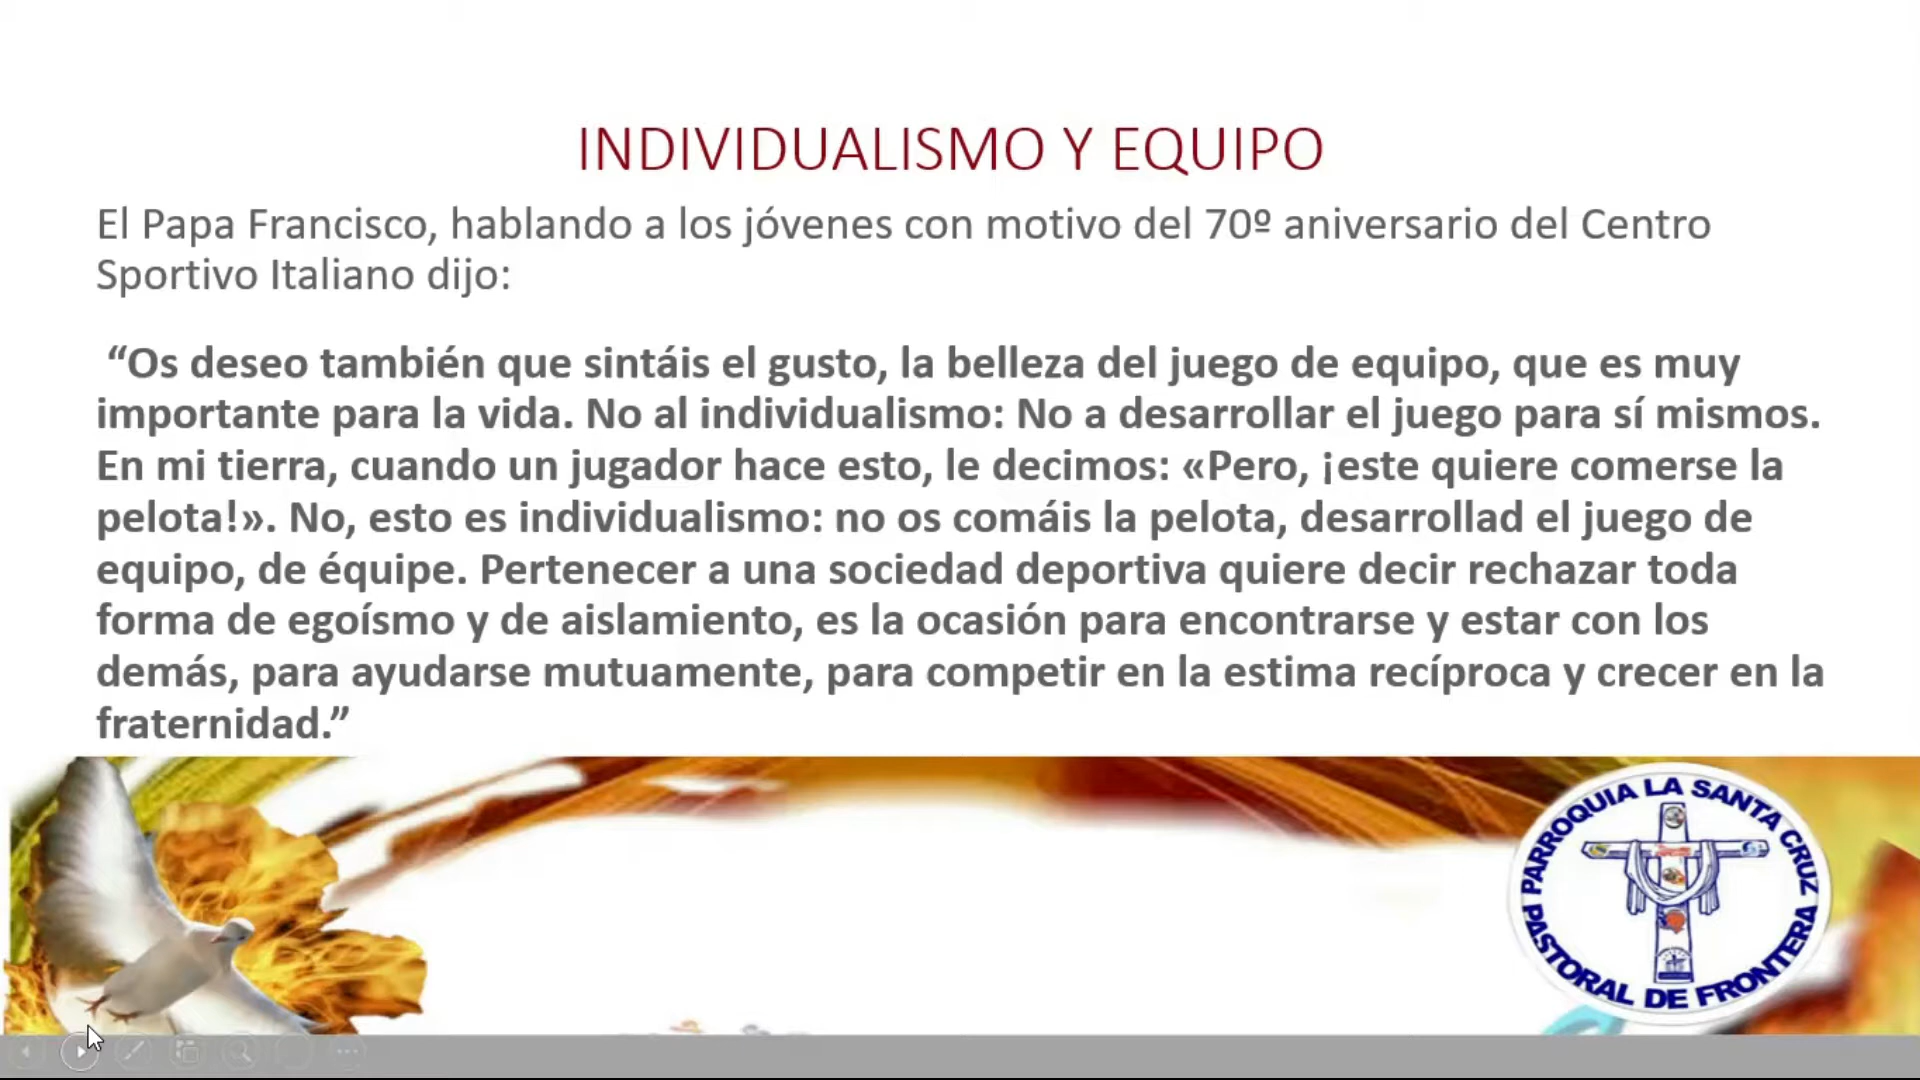 INDIVIDUALISMO Y EQUIPO
El Papa Francisco, hablando a los jóvenes con motivo del 70º aniversario del Centro
Sportivo Italiano dijo:
“Os deseo también que sintáis el gusto, la belleza del juego de equipo, que es muy
importante para la vida. No al individualismo: No a desarrollar el juego para sí mismos.
En mi tierra, cuando un jugador hace esto, le decimos: «Pero, ¡este quiere comerse la
pelota!». No, esto es individualismo: no os comáis la pelota, desarrollad el juego de
equipo, de équipe. Pertenecer a una sociedad deportiva quiere decir rechazar toda
forma de egoísmo y de aislamiento, es la ocasión para encontrarse y estar con los
demás, para ayudarse mutuamente, para competir en la estima recíproca y crecer en la
fraternidad.”
PARROQUIA LA SANTA CRUZ
PASTORAL DE FRONTERA